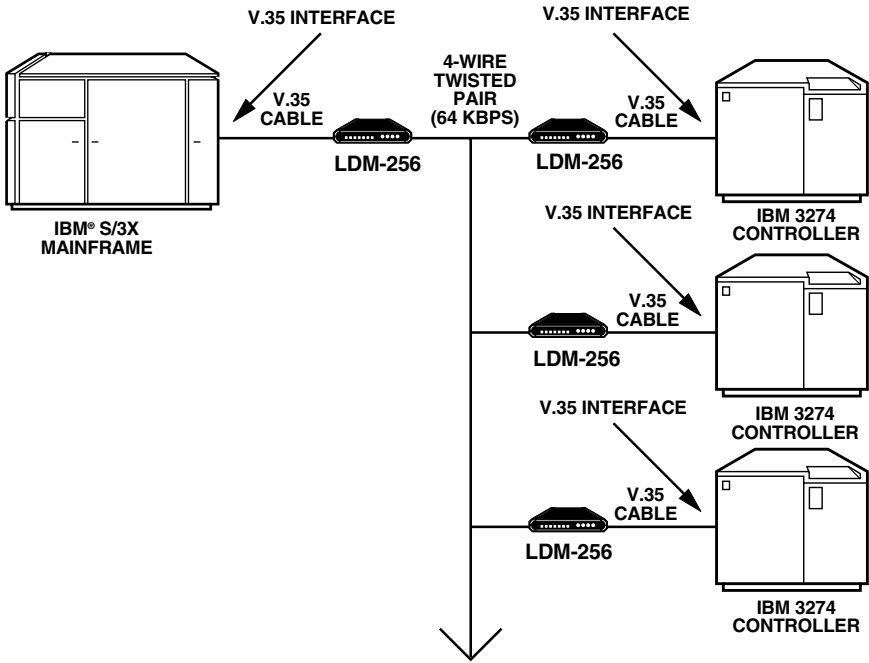 V.35 INTERFACE
V.35 INTERFACE
4-WIRE
TWISTED
PAIR
(64 KBPS)
V.35
CABLE
V.35
CABLE
LDM-256
LDM-256
IBM® S/3X
MAINFRAME
IBM 3274
CONTROLLER
V.35 INTERFACE
V.35
CABLE
LDM-256
IBM 3274
CONTROLLER
V.35 INTERFACE
V.35
CABLE
LDM-256
IBM 3274
CONTROLLER